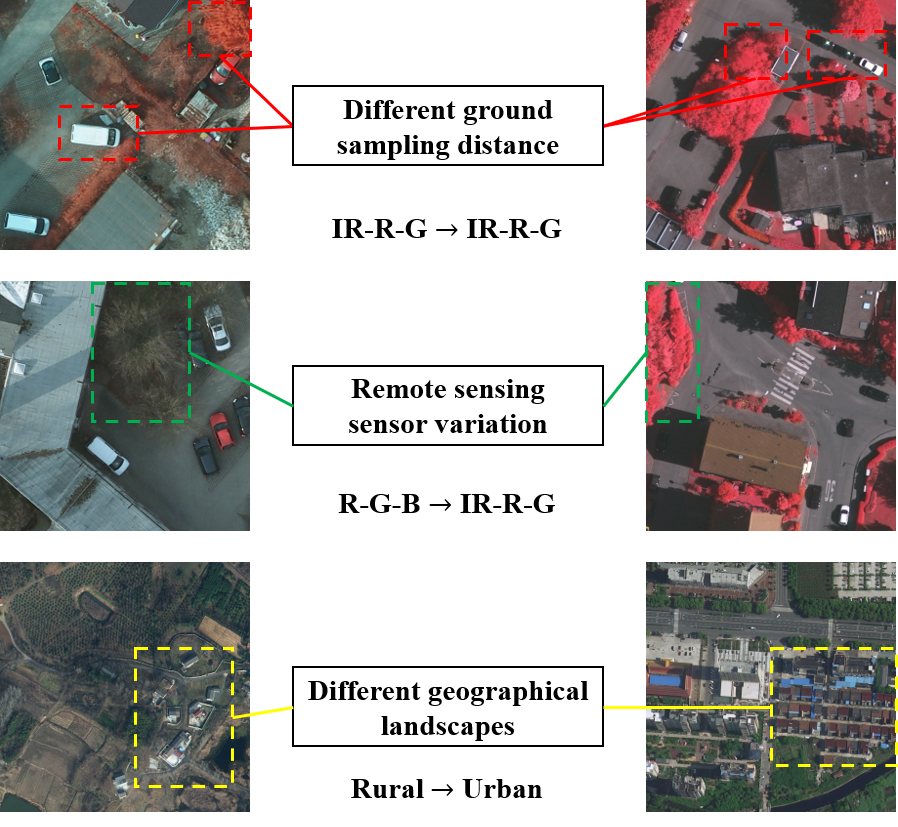 Different ground
sampling distance
IR-R-G → IR-R-G
Remote sensing
sensor variation
R-G-B → IR-R-G
Different geographical
landscapes
Rural → Urban